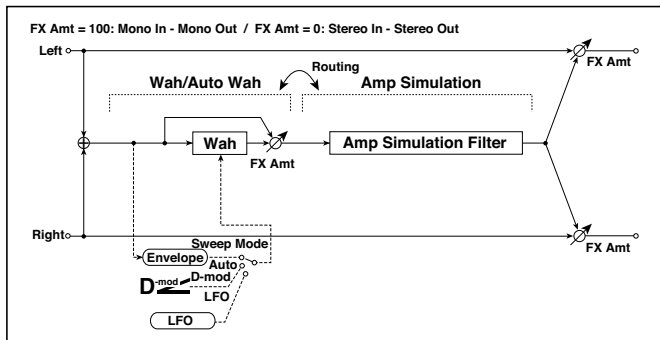 FX Amt = 100: Mono In - Mono Out / FX Amt = 0: Stereo In - Stereo Out
Left
FX Amt
Routing
Wah/Auto Wah
Amp Simulation
Wah
FX Amt
Amp Simulation Filter
Right
FX Amt
Sweep Mode
Envelope
Auto
D-mod
D-mod
LFO
LFO